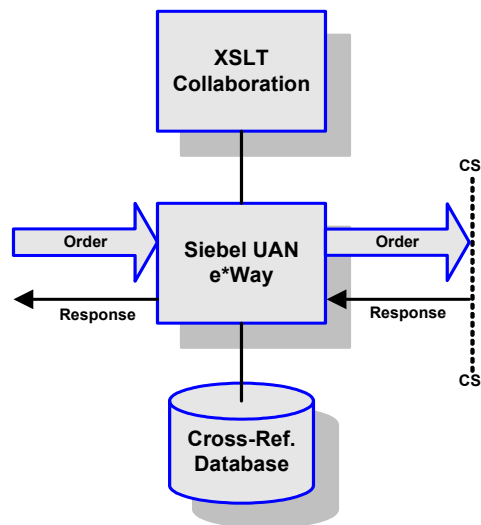 XSLT
Collaboration
CS
Order
Siebel UAN
e*Way
Order
Response
Response
CS
Cross-Ref.
Database